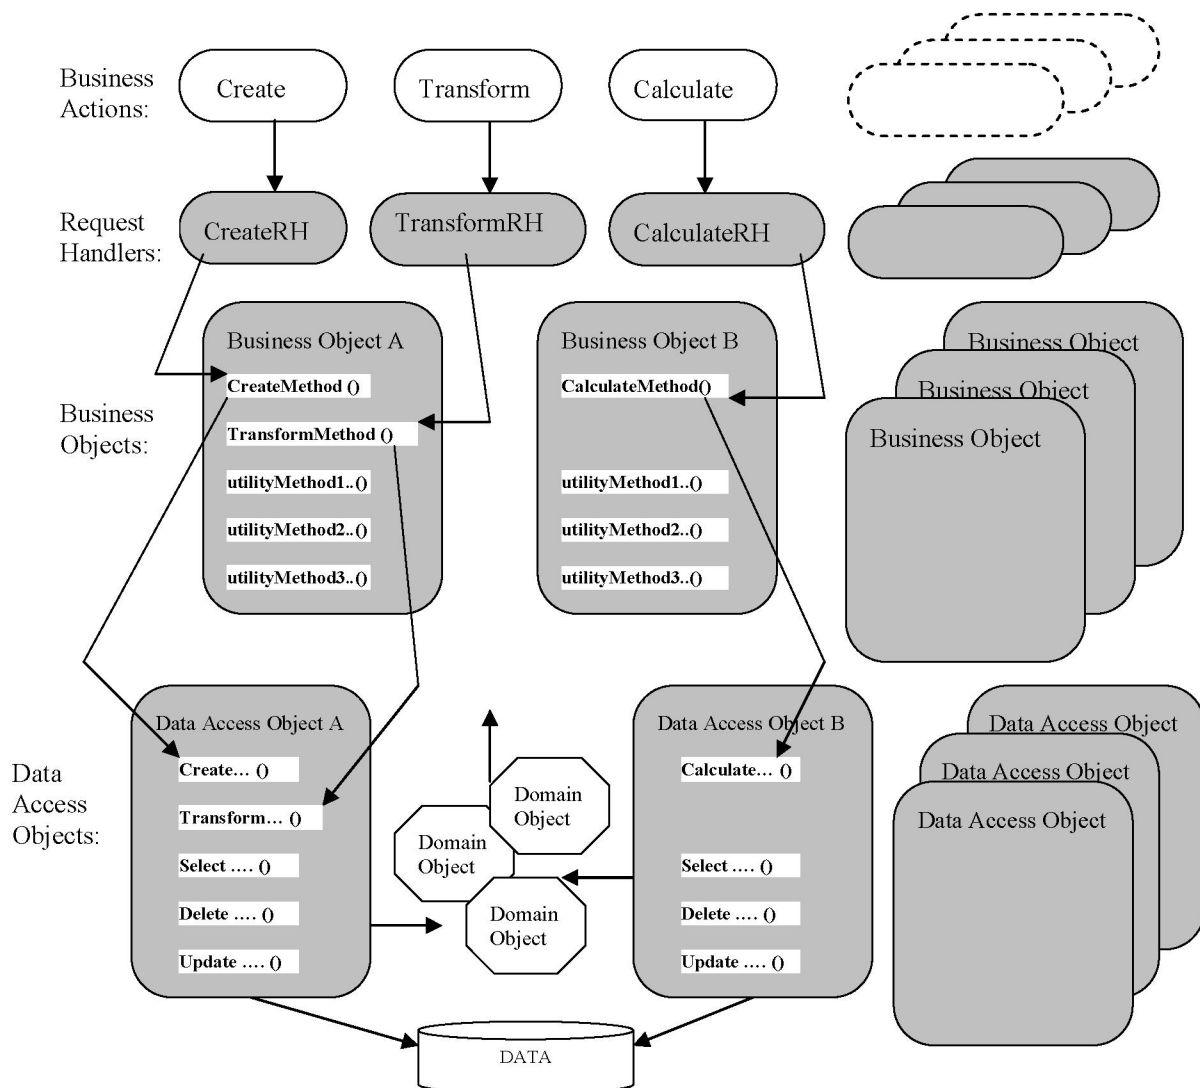 Business
Actions:
Create
Transform
Calculate
Request
Handlers:
CreateRH
TransformRH
CalculateRH
Business
Objects:
Business Object A
CreateMethod ()
TransformMethod ()
utilityMethod1..()
utilityMethod2..()
utilityMethod3..()
Business Object B
CalculateMethod()
utilityMethod1..()
utilityMethod2..()
utilityMethod3..()
Business Object
Business Object
Business Object
Data
Access
Objects:
Data Access Object A
Create… ()
Transform… ()
Select …. ()
Delete …. ()
Update …. ()
Domain
Object
Domain
Object
Domain
Object
Data Access Object B
Calculate… ()
Select …. ()
Delete …. ()
Update …. ()
Data Access Object
Data Access Object
Data Access Object
DATA